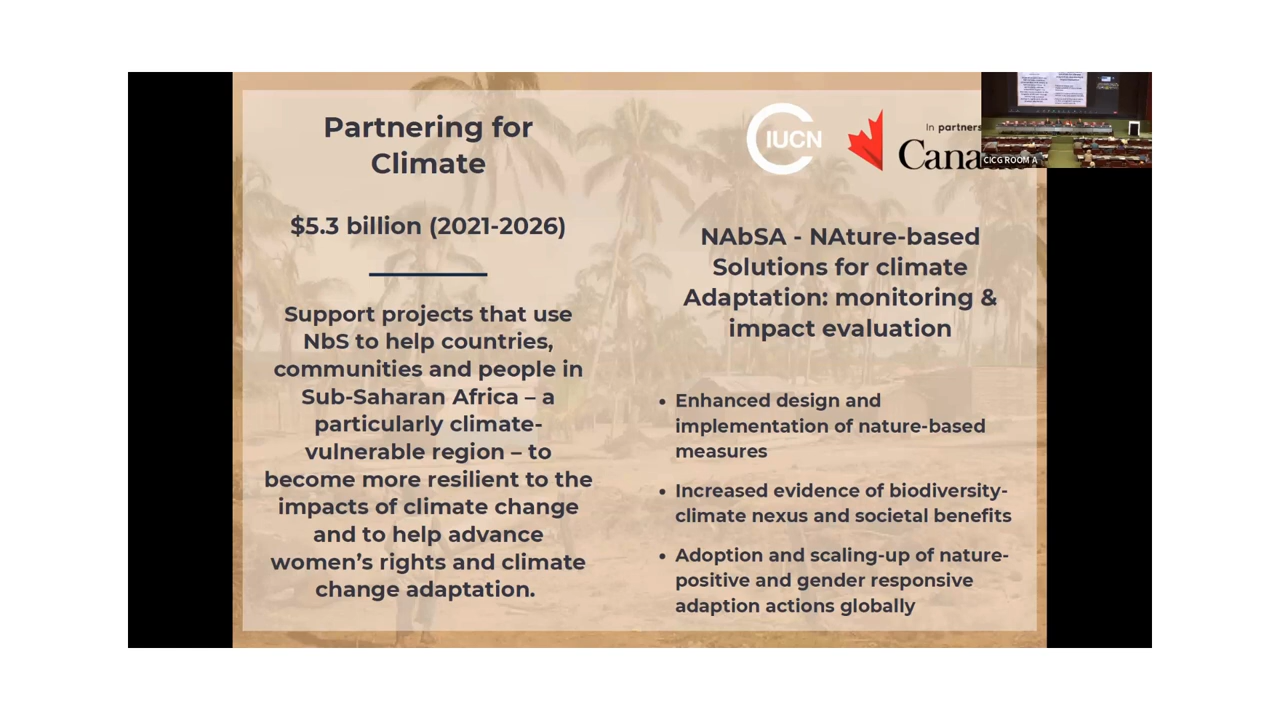 Partnering for
Climate
$5.3 billion (2021-2026)
Support projects that use
NbS to help countries,
communities and people in
Sub-Saharan Africa – a
particularly climate-
vulnerable region – to
become more resilient to the
impacts of climate change
and to help advance
women’s rights and climate
change adaptation.
IUCN
In partners
Cana
CICG ROOM A
NAbSA - NAture-based
Solutions for climate
Adaptation: monitoring &
impact evaluation
• Enhanced design and
implementation of nature-based
measures
• Increased evidence of biodiversity-
climate nexus and societal benefits
• Adoption and scaling-up of nature-
positive and gender responsive
adaption actions globally